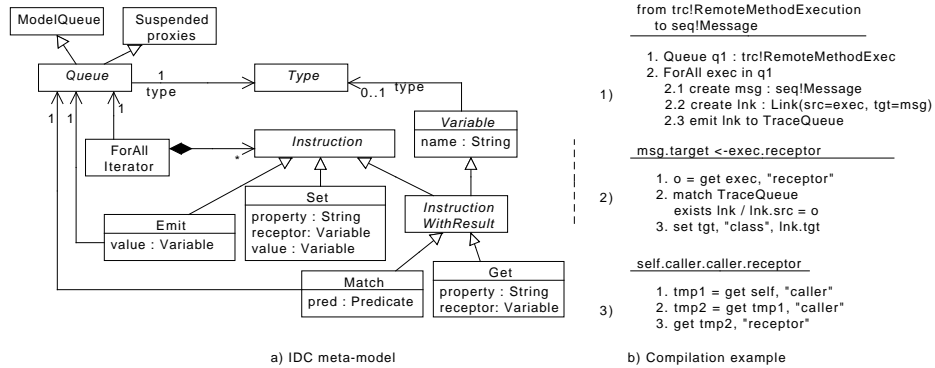 ModelQueue
Suspended
proxies
Queue
Type
1
type
0..1 type
1
1
1
Variable
name : String
ForAll
Iterator
*
Instruction
Set
property : String
receptor: Variable
value : Variable
Instruction
WithResult
Emit
value : Variable
Match
pred : Predicate
Get
property : String
receptor: Variable
a) IDC meta-model
from trc!RemoteMethodExecution
to seq!Message
1)
1. Queue q1 : trc!RemoteMethodExec
2. ForAll exec in q1
2.1 create msg : seq!Message
2.2 create lnk : Link(src=exec, tgt=msg)
2.3 emit lnk to TraceQueue
msg.target <-exec.receptor
2)
1. o = get exec, "receptor"
2. match TraceQueue
exists lnk / lnk.src = o
3. set tgt, "class", lnk.tgt
self.caller.caller.receptor
3)
1. tmp1 = get self, "caller"
2. tmp2 = get tmp1, "caller"
3. get tmp2, "receptor"
b) Compilation example